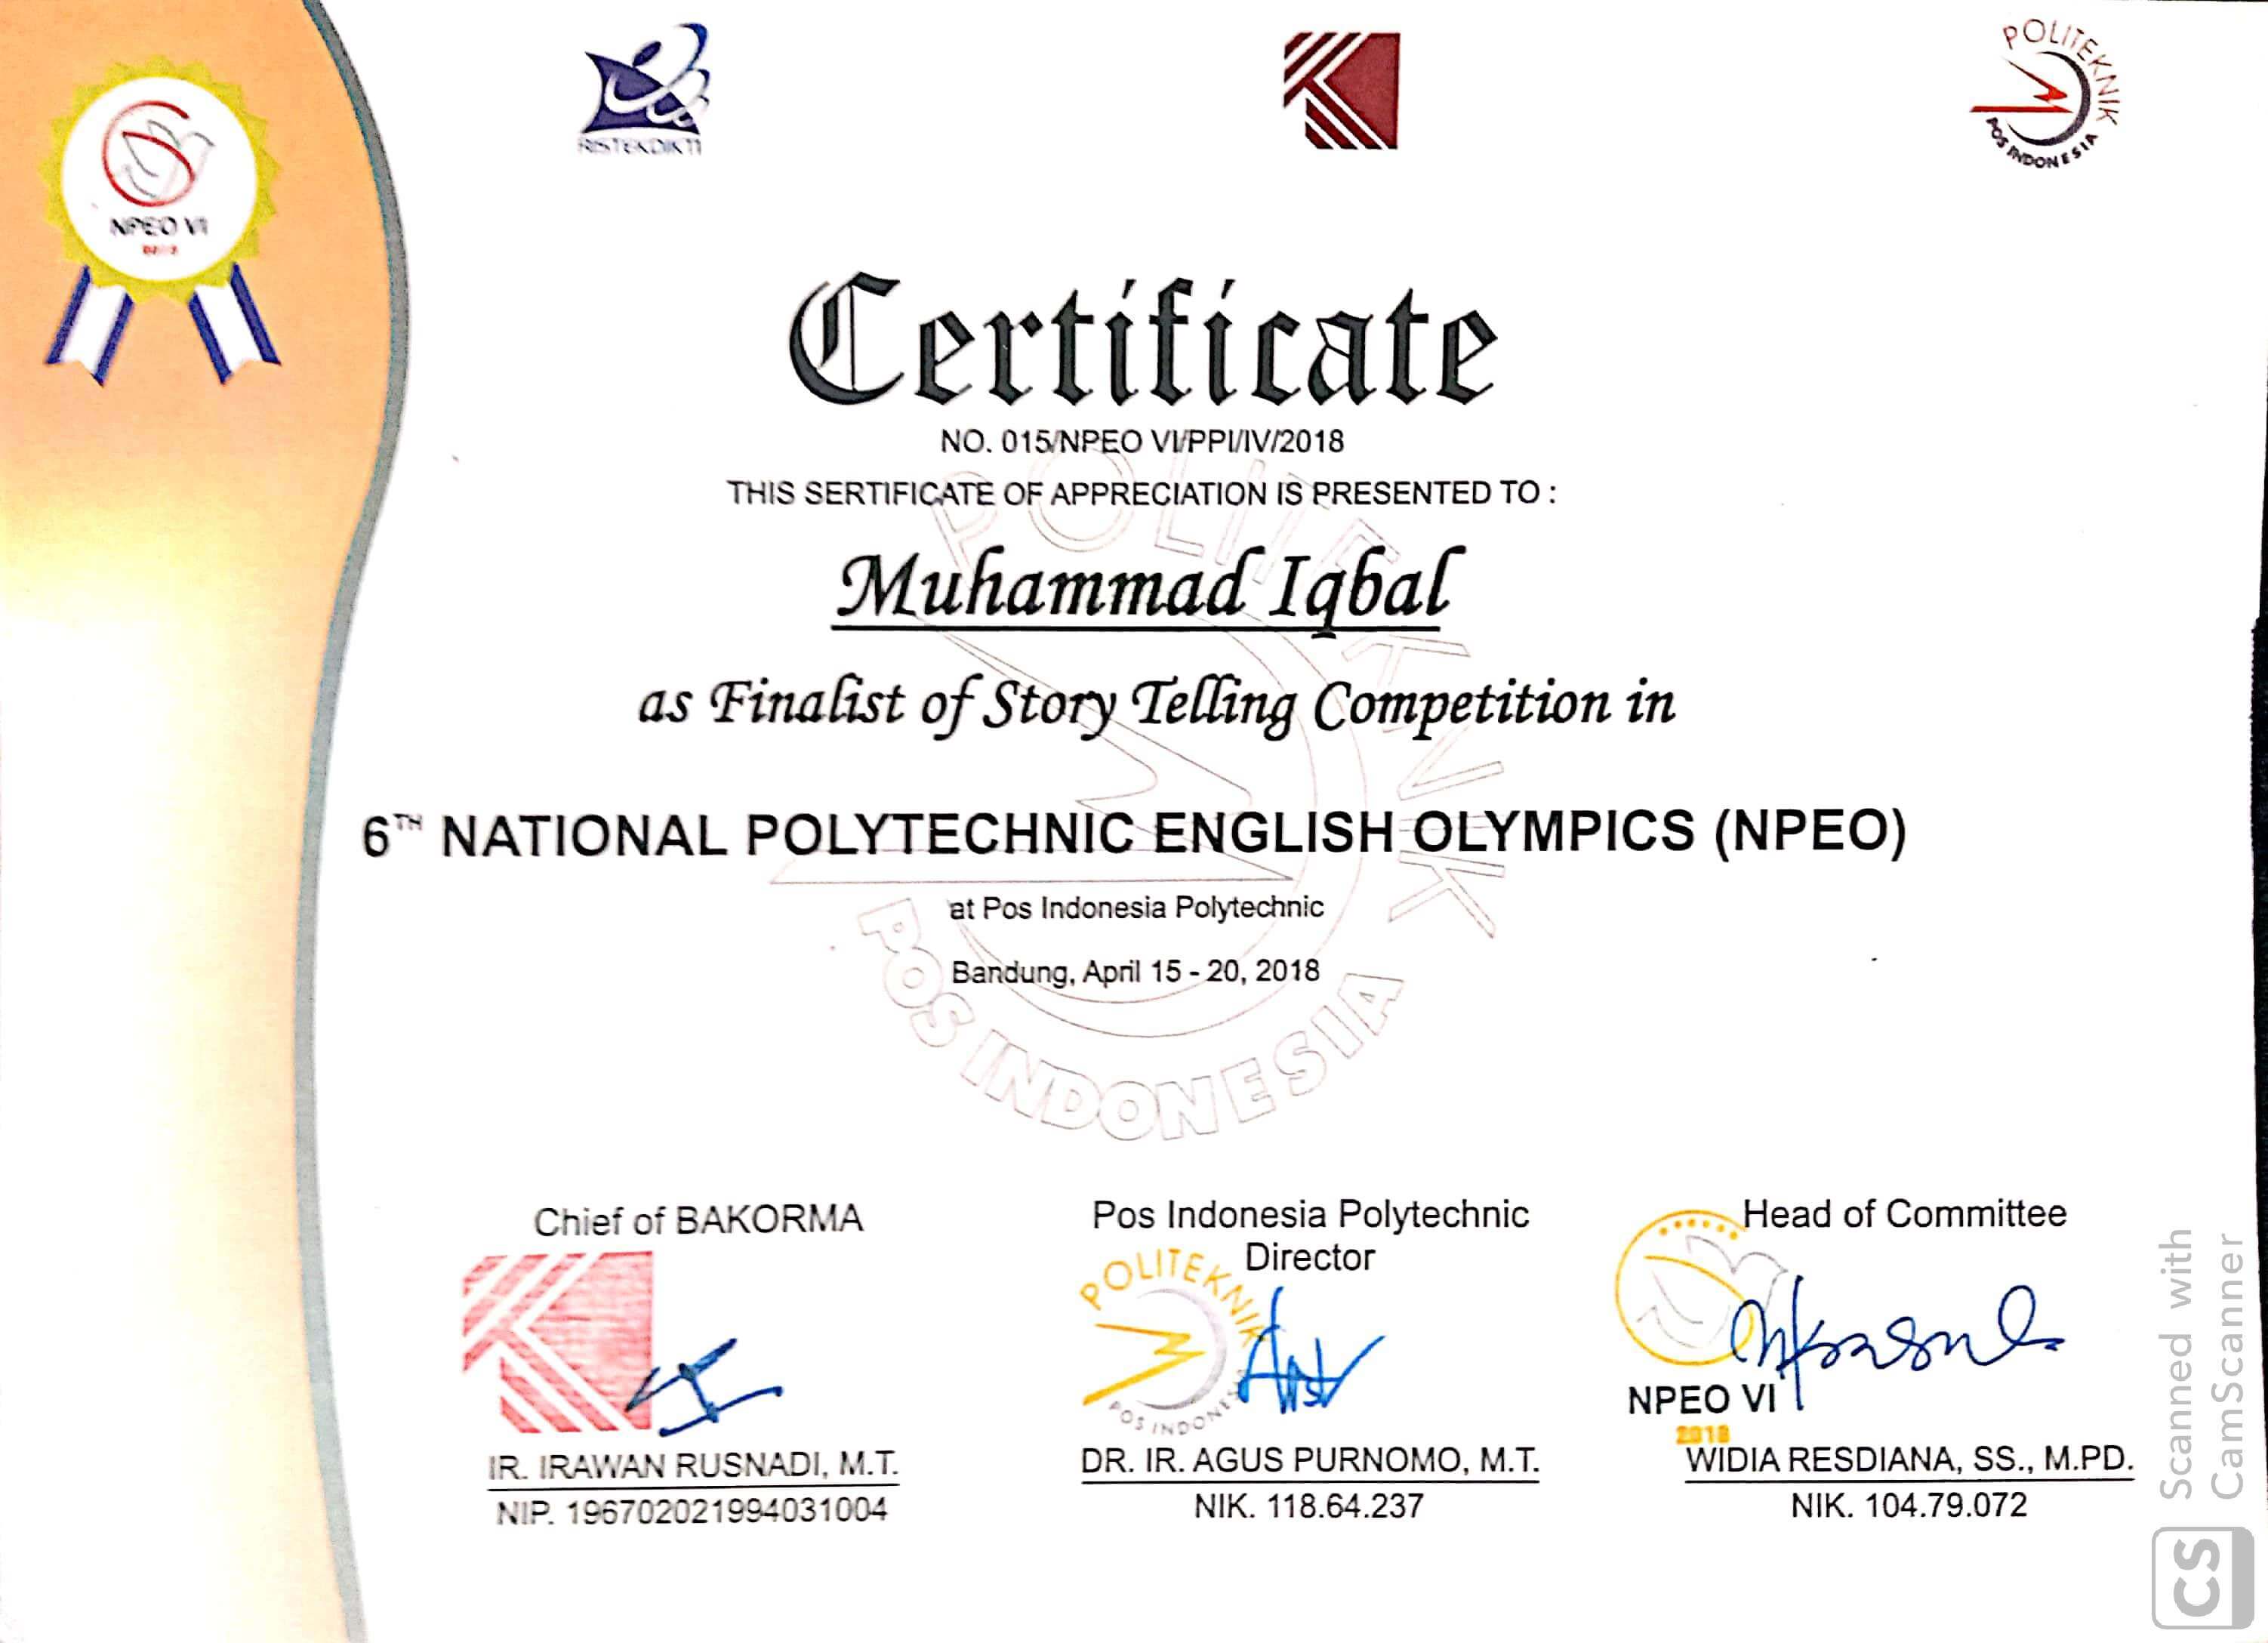 RISTEKDIKTI
POLITEKNIK
POS INDONESIA
NPEO VI
Certificate
NO. 015/NPEO VI/PPI/IV/2018
THIS SERTIFICATE OF APPRECIATION IS PRESENTED TO :
Muhammad Iqbal
as Finalist of Story Telling Competition in
6TH NATIONAL POLYTECHNIC ENGLISH OLYMPICS (NPEO)
at Pos Indonesia Polytechnic
Bandung, April 15 - 20, 2018
POLITEKNIK
POS INDONESIA
Chief of BAKORMA
IR. IRAWAN RUSNADI, M.T.
NIP. 196702021994031004
Pos Indonesia Polytechnic
Director
POLITEKNIK
POS INDONESIA
DR. IR. AGUS PURNOMO, M.T.
NIK. 118.64.237
Head of Committee
NPEO VI
2018
WIDIA RESDIANA, SS., M.PD.
NIK. 104.79.072
Scanned with
CamScanner
CS